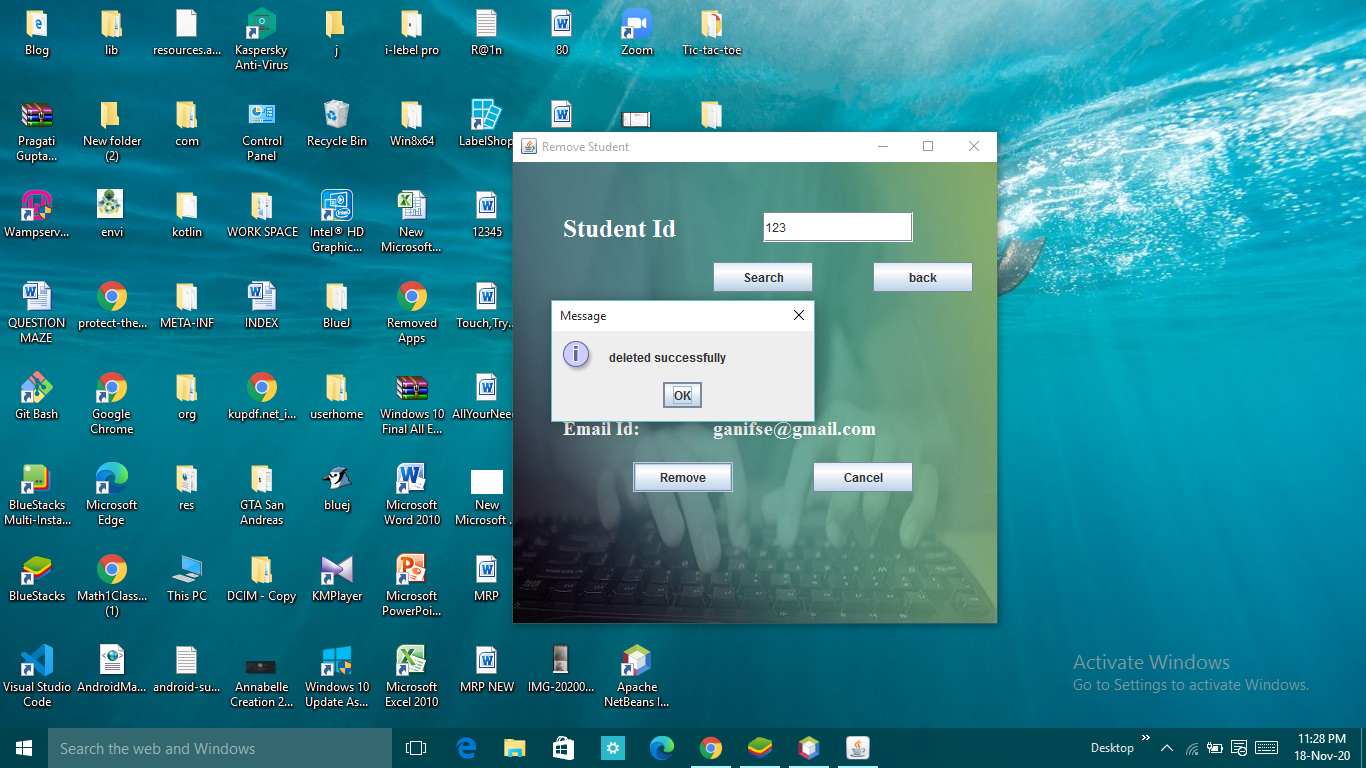 Blog
lib
resources.a...
Kaspersky
Anti-Virus
j
i-lebel pro
R@1n
80
Zoom
Tic-tac-toe
Pragati
Gupta...
New folder
(2)
com
Control
Panel
Recycle Bin
Win8x64
LabelShop
Remove Student
Student Id
123
Search
back
Message
deleted successfully
OK
Email Id:
ganifse@gmail.com
Remove
Cancel
Wampserv...
envi
kotlin
WORK SPACE
Intel® HD
Graphic...
New
Microsoft...
12345
QUESTION
MAZE
protect-the...
META-INF
INDEX
BlueJ
Removed
Apps
Touch,Try...
Git Bash
Google
Chrome
org
kupdf.net_i...
userhome
Windows 10
Final All E...
AllYourNee
BlueStacks
Multi-Insta...
Microsoft
Edge
res
GTA San
Andreas
bluej
Microsoft
Word 2010
New
Microsoft ...
BlueStacks
Math1Class...
(1)
This PC
DCIM - Copy
KMPlayer
Microsoft
PowerPoi...
MRP
Visual Studio
Code
AndroidMa...
android-su...
Annabelle
Creation 2...
Windows 10
Update As...
Microsoft
Excel 2010
MRP NEW
IMG-20200...
Apache
NetBeans I...
Activate Windows
Go to Settings to activate Windows.
Search the web and Windows
Desktop
11:28 PM
18-Nov-20